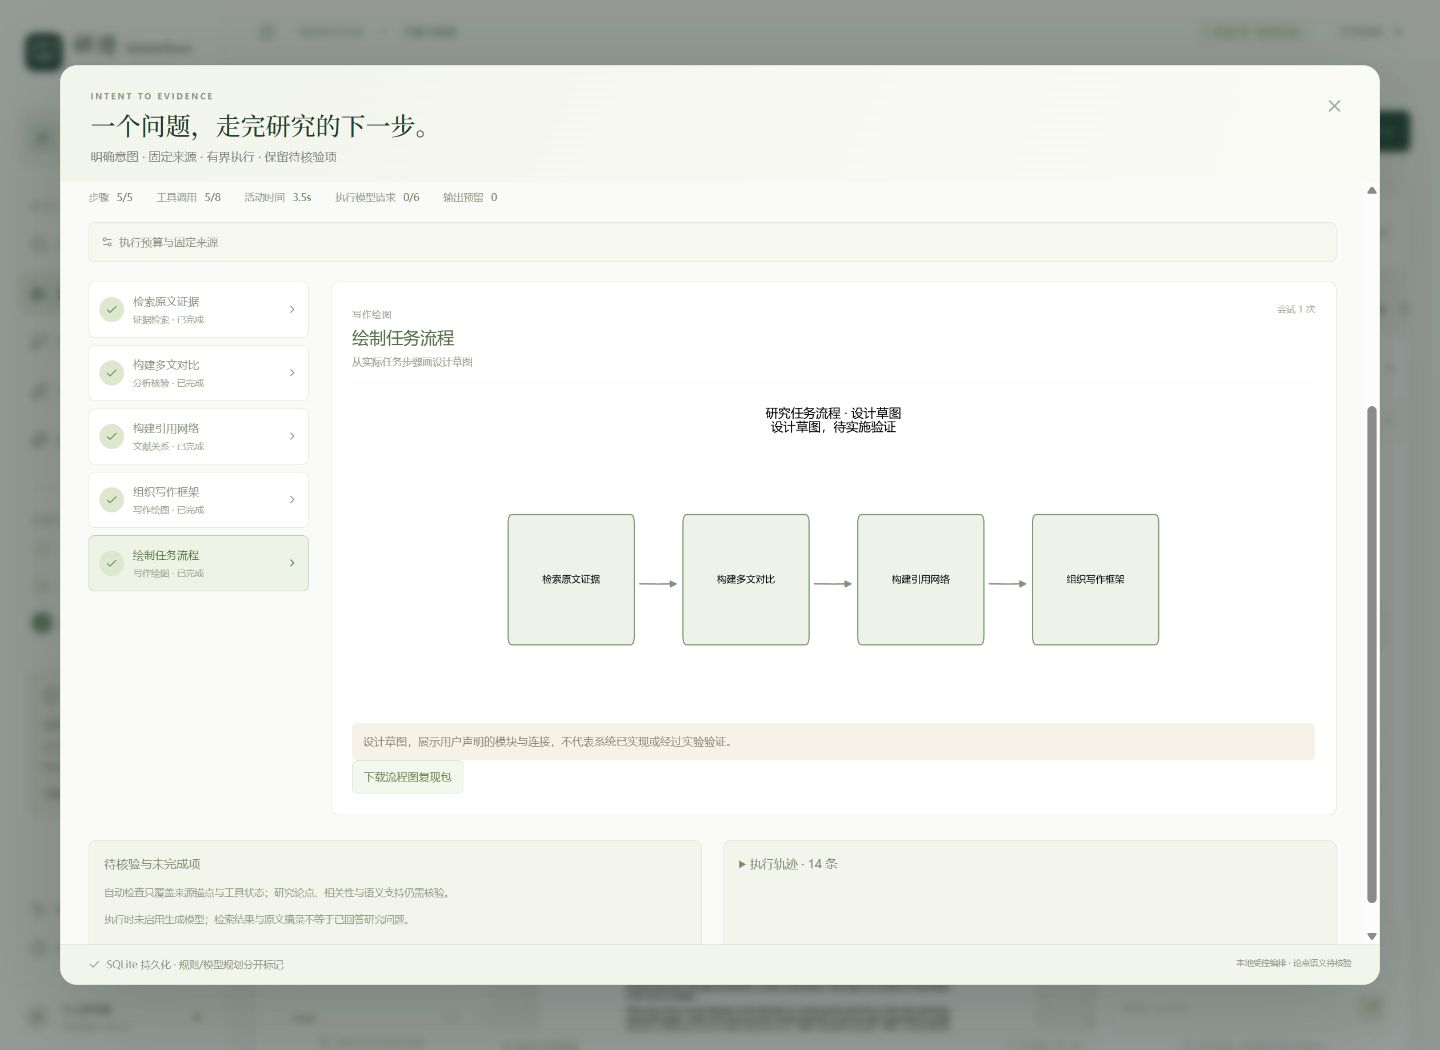 INTENT TO EVIDENCE
一个问题，走完研究的下一步。
明确意图 · 固定来源 · 有界执行 · 保留待核验项
步骤 5/5 工具调用 5/8 活动时间 3.5s 执行模型请求 0/6 输出预留 0
执行预算与固定来源
检索原文证据
证据检索 · 已完成
构建多文对比
分析核验 · 已完成
构建引用网络
文献关系 · 已完成
组织写作框架
写作绘图 · 已完成
绘制任务流程
写作绘图 · 已完成
写作绘图
尝试 1 次
绘制任务流程
从实际任务步骤画设计草图
研究任务流程 · 设计草图
设计草图，待实施验证
检索原文证据
构建多文对比
构建引用网络
组织写作框架
设计草图，展示用户声明的模块与连接，不代表系统已实现或经过实验验证。
下载流程图复现包
待核验与未完成项
自动检查只覆盖来源锚点与工具状态；研究论点、相关性与语义支持仍需核验。
执行时未启用生成模型；检索结果与原文摘录不等于已回答研究问题。
执行轨迹 · 14 条
SQLite 持久化 · 规则/模型规划分开标记
本地受控编排 · 论点语义待核验